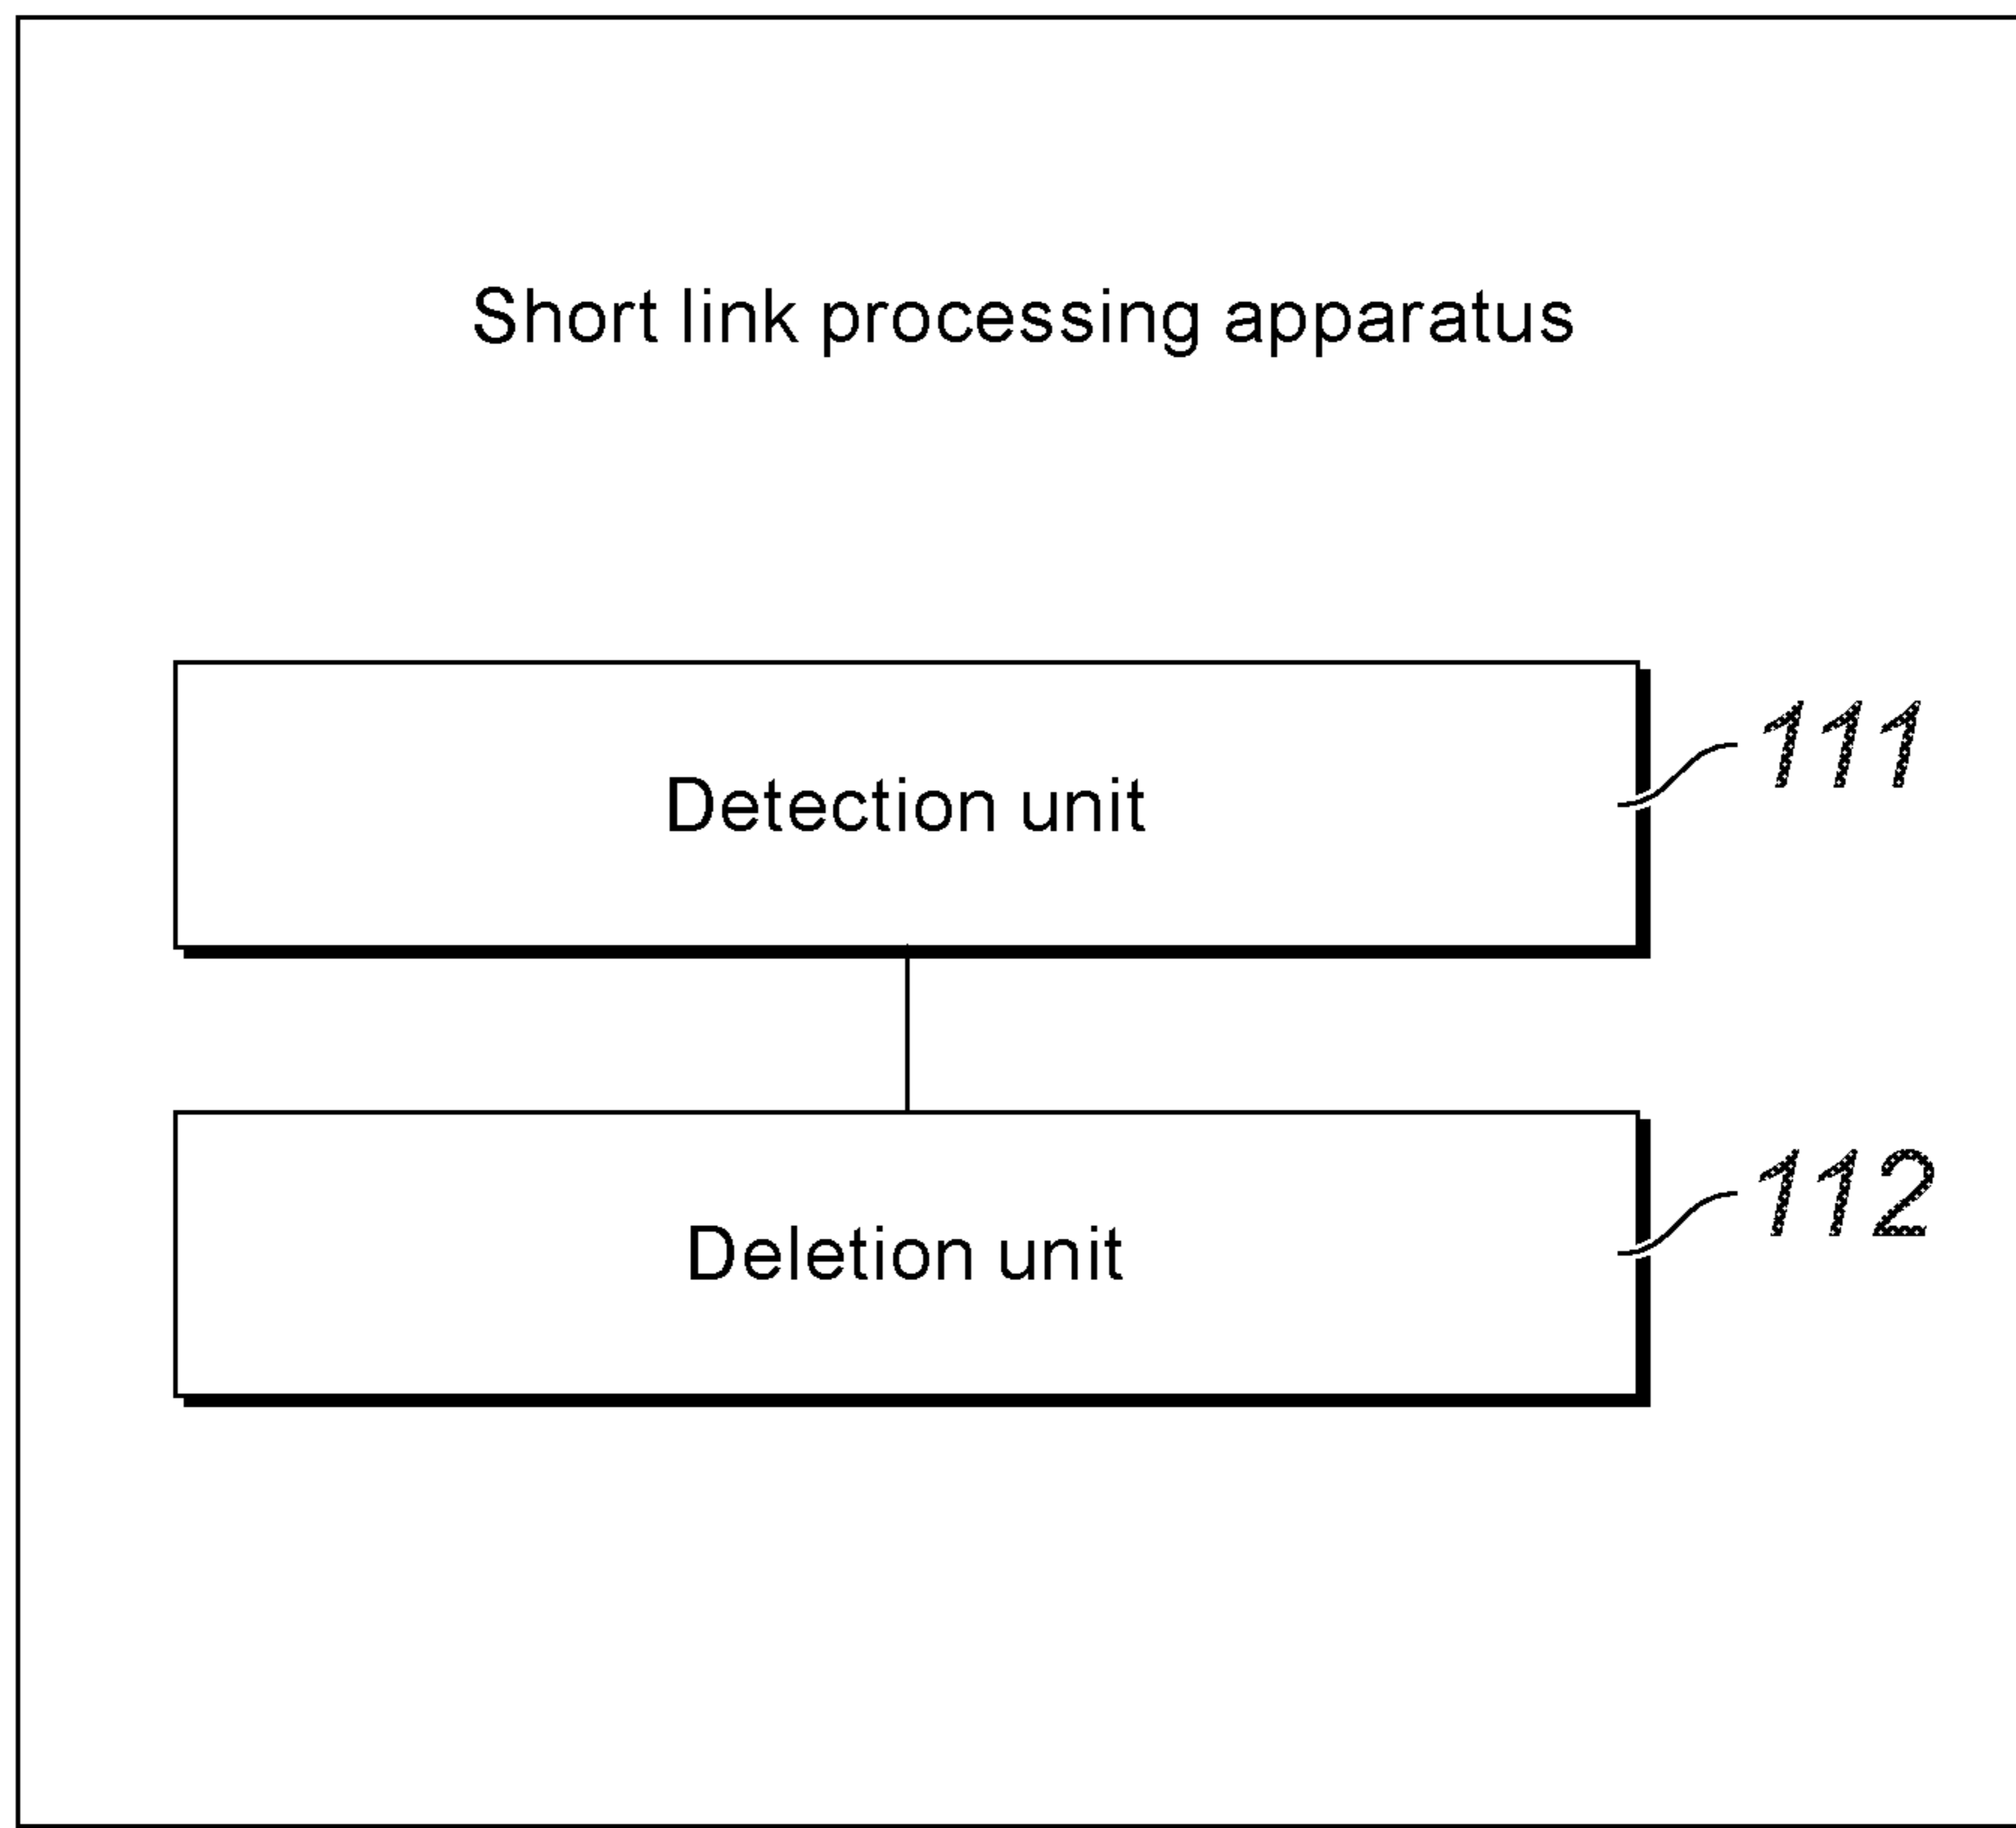 Short link processing apparatus
Detection unit
111
Deletion unit
112